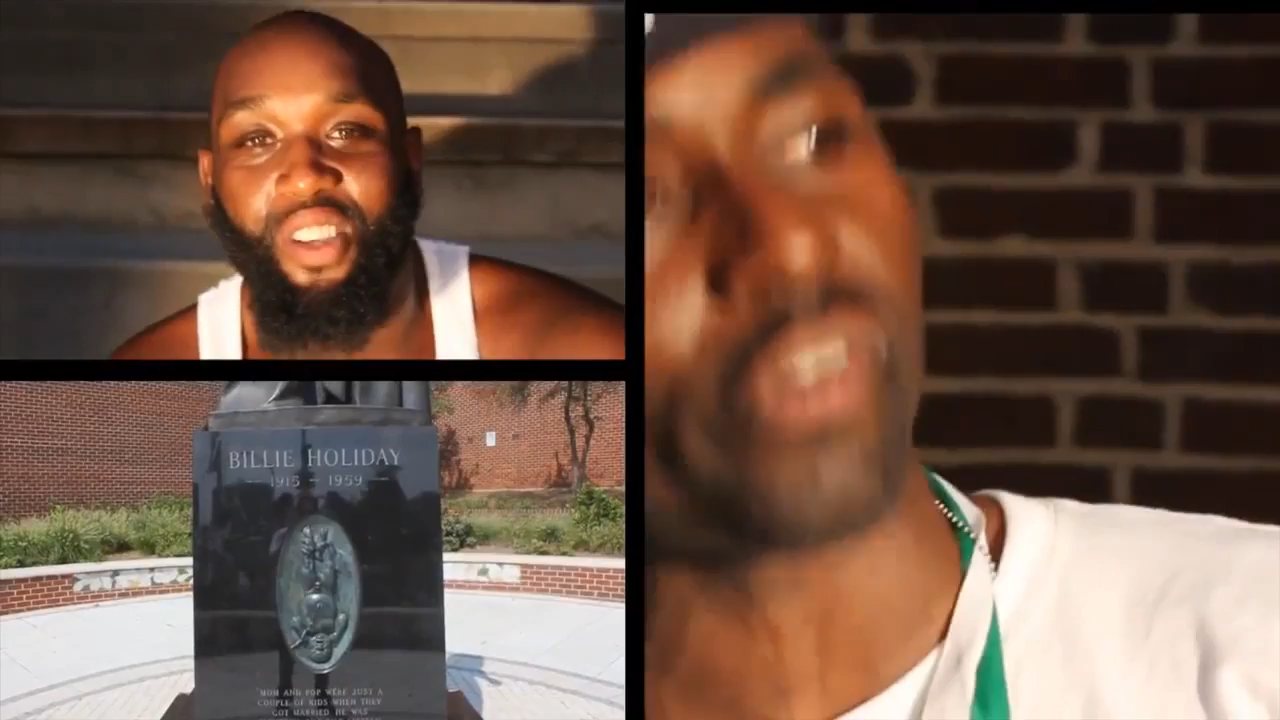 BILLIE HOLIDAY
1915 – 1959
"MOM AND POP WERE JUST A
COUPLE OF KIDS WHEN THEY
GOT MARRIED HE WAS